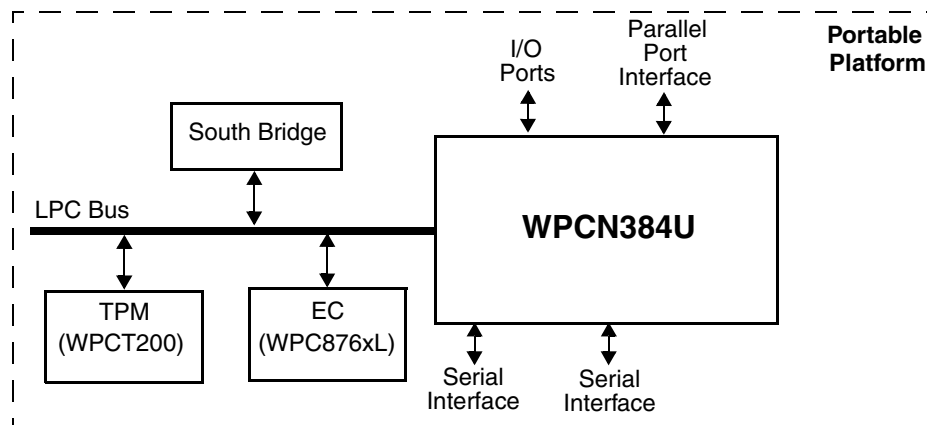 Portable
Platform
I/O
Ports
Parallel
Port
Interface
South Bridge
LPC Bus
WPCN384U
TPM
(WPCT200)
EC
(WPC876xL)
Serial
Interface
Serial
Interface